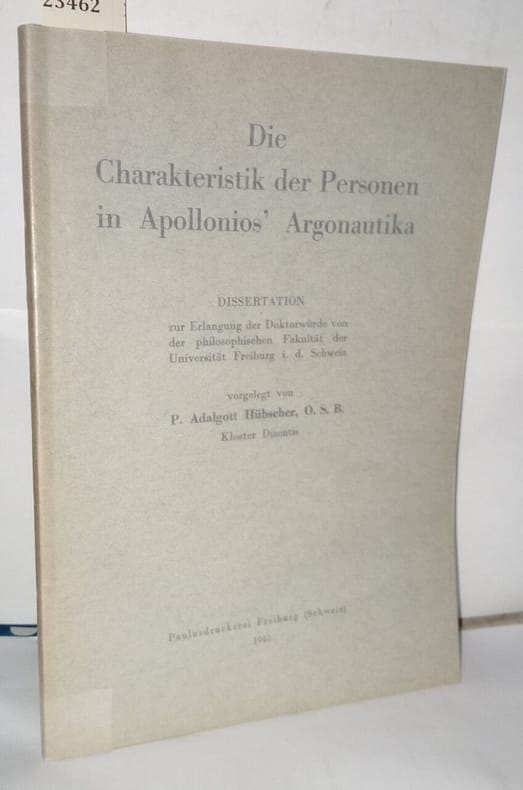 23462
Die
Charakteristik der Personen
in Apollonios' Argonautika
DISSERTATION
zur Erlangung der Doktorwürde von
der philosophischen Fakultät der
Universität Freiburg i. d. Schweiz
vorgelegt von
P. Adalgott Hübscher, O. S. B.
Kloster Disentis
Paulusdruckerei Freiburg (Schweiz)
1940